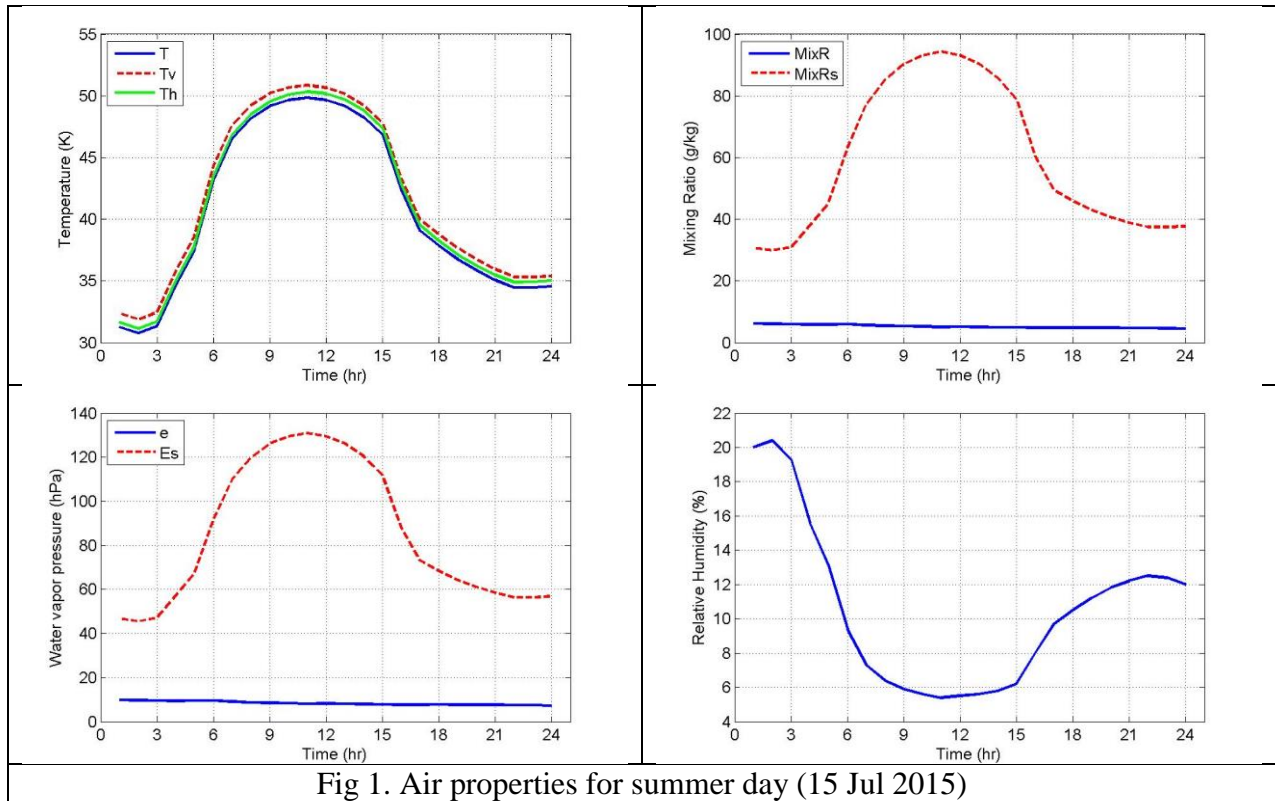 55
50
45
40
35
30
Temperature (K)
T
Tv
Th
0 3 6 9 12 15 18 21 24
Time (hr)
100
80
60
40
20
0
Mixing Ratio (g/kg)
MixR
MixRs
0 3 6 9 12 15 18 21 24
Time (hr)
140
120
100
80
60
40
20
0
Water vapor pressure (hPa)
e
Es
0 3 6 9 12 15 18 21 24
Time (hr)
22
20
18
16
14
12
10
8
6
4
Relative Humidity (%)
0 3 6 9 12 15 18 21 24
Time (hr)
Fig 1. Air properties for summer day (15 Jul 2015)